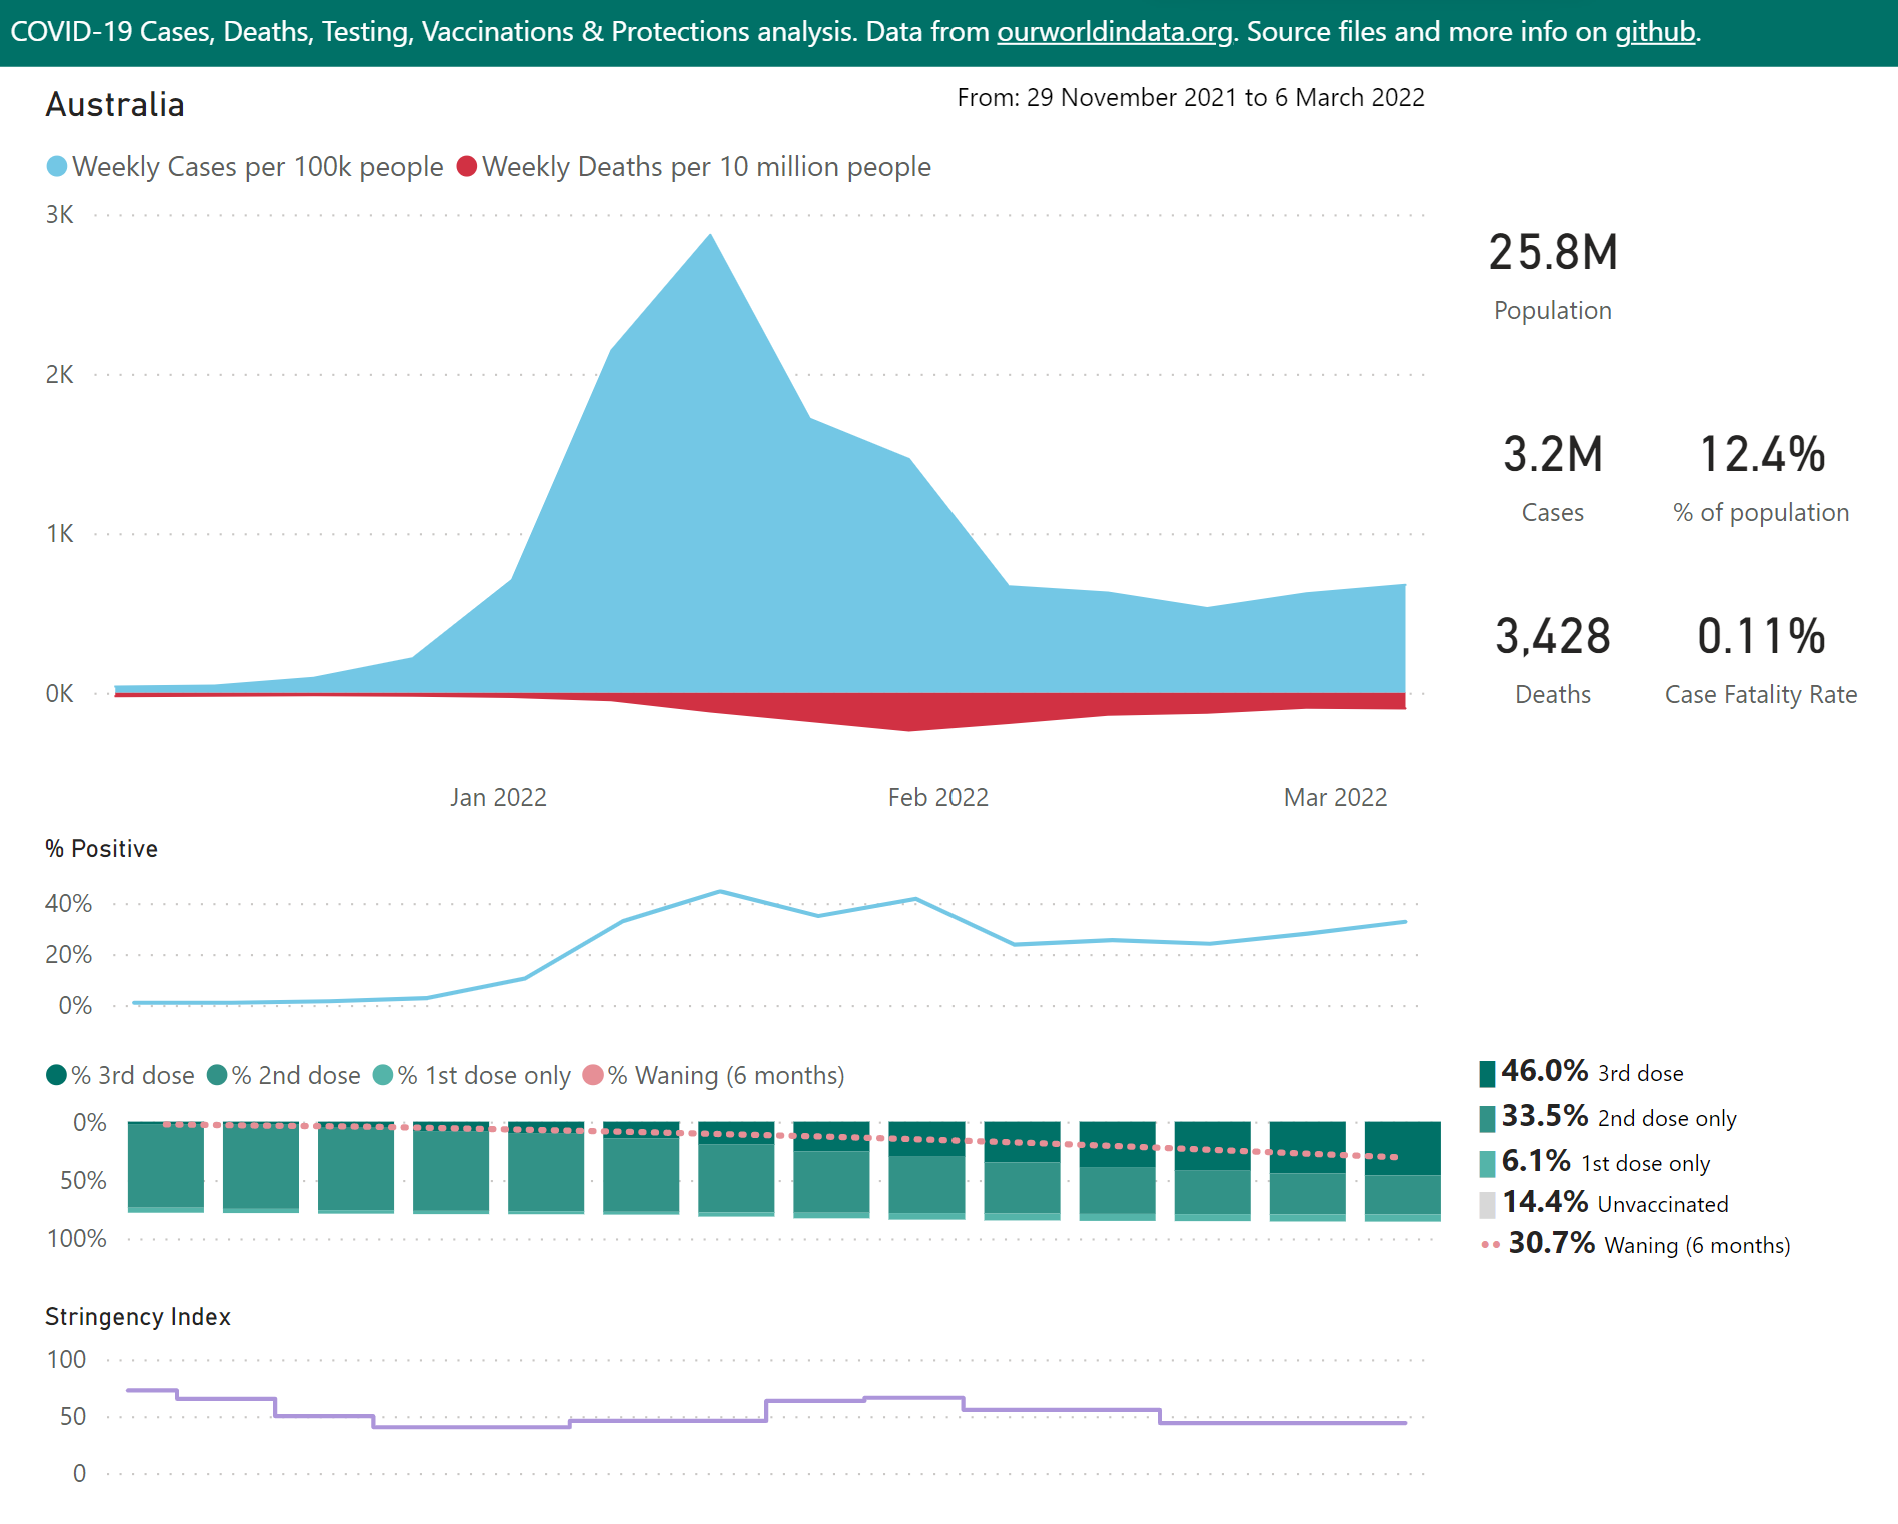 COVID-19 Cases, Deaths, Testing, Vaccinations & Protections analysis. Data from ourworldindata.org. Source files and more info on github.
Australia
From: 29 November 2021 to 6 March 2022
Weekly Cases per 100k people Weekly Deaths per 10 million people
3K
2K
1K
0K
Jan 2022 Feb 2022 Mar 2022
25.8M
Population
3.2M 12.4%
Cases % of population
3,428 0.11%
Deaths Case Fatality Rate
% Positive
40%
20%
0%
% 3rd dose % 2nd dose % 1st dose only % Waning (6 months)
0%
50%
100%
46.0% 3rd dose
33.5% 2nd dose only
6.1% 1st dose only
14.4% Unvaccinated
30.7% Waning (6 months)
Stringency Index
100
50
0